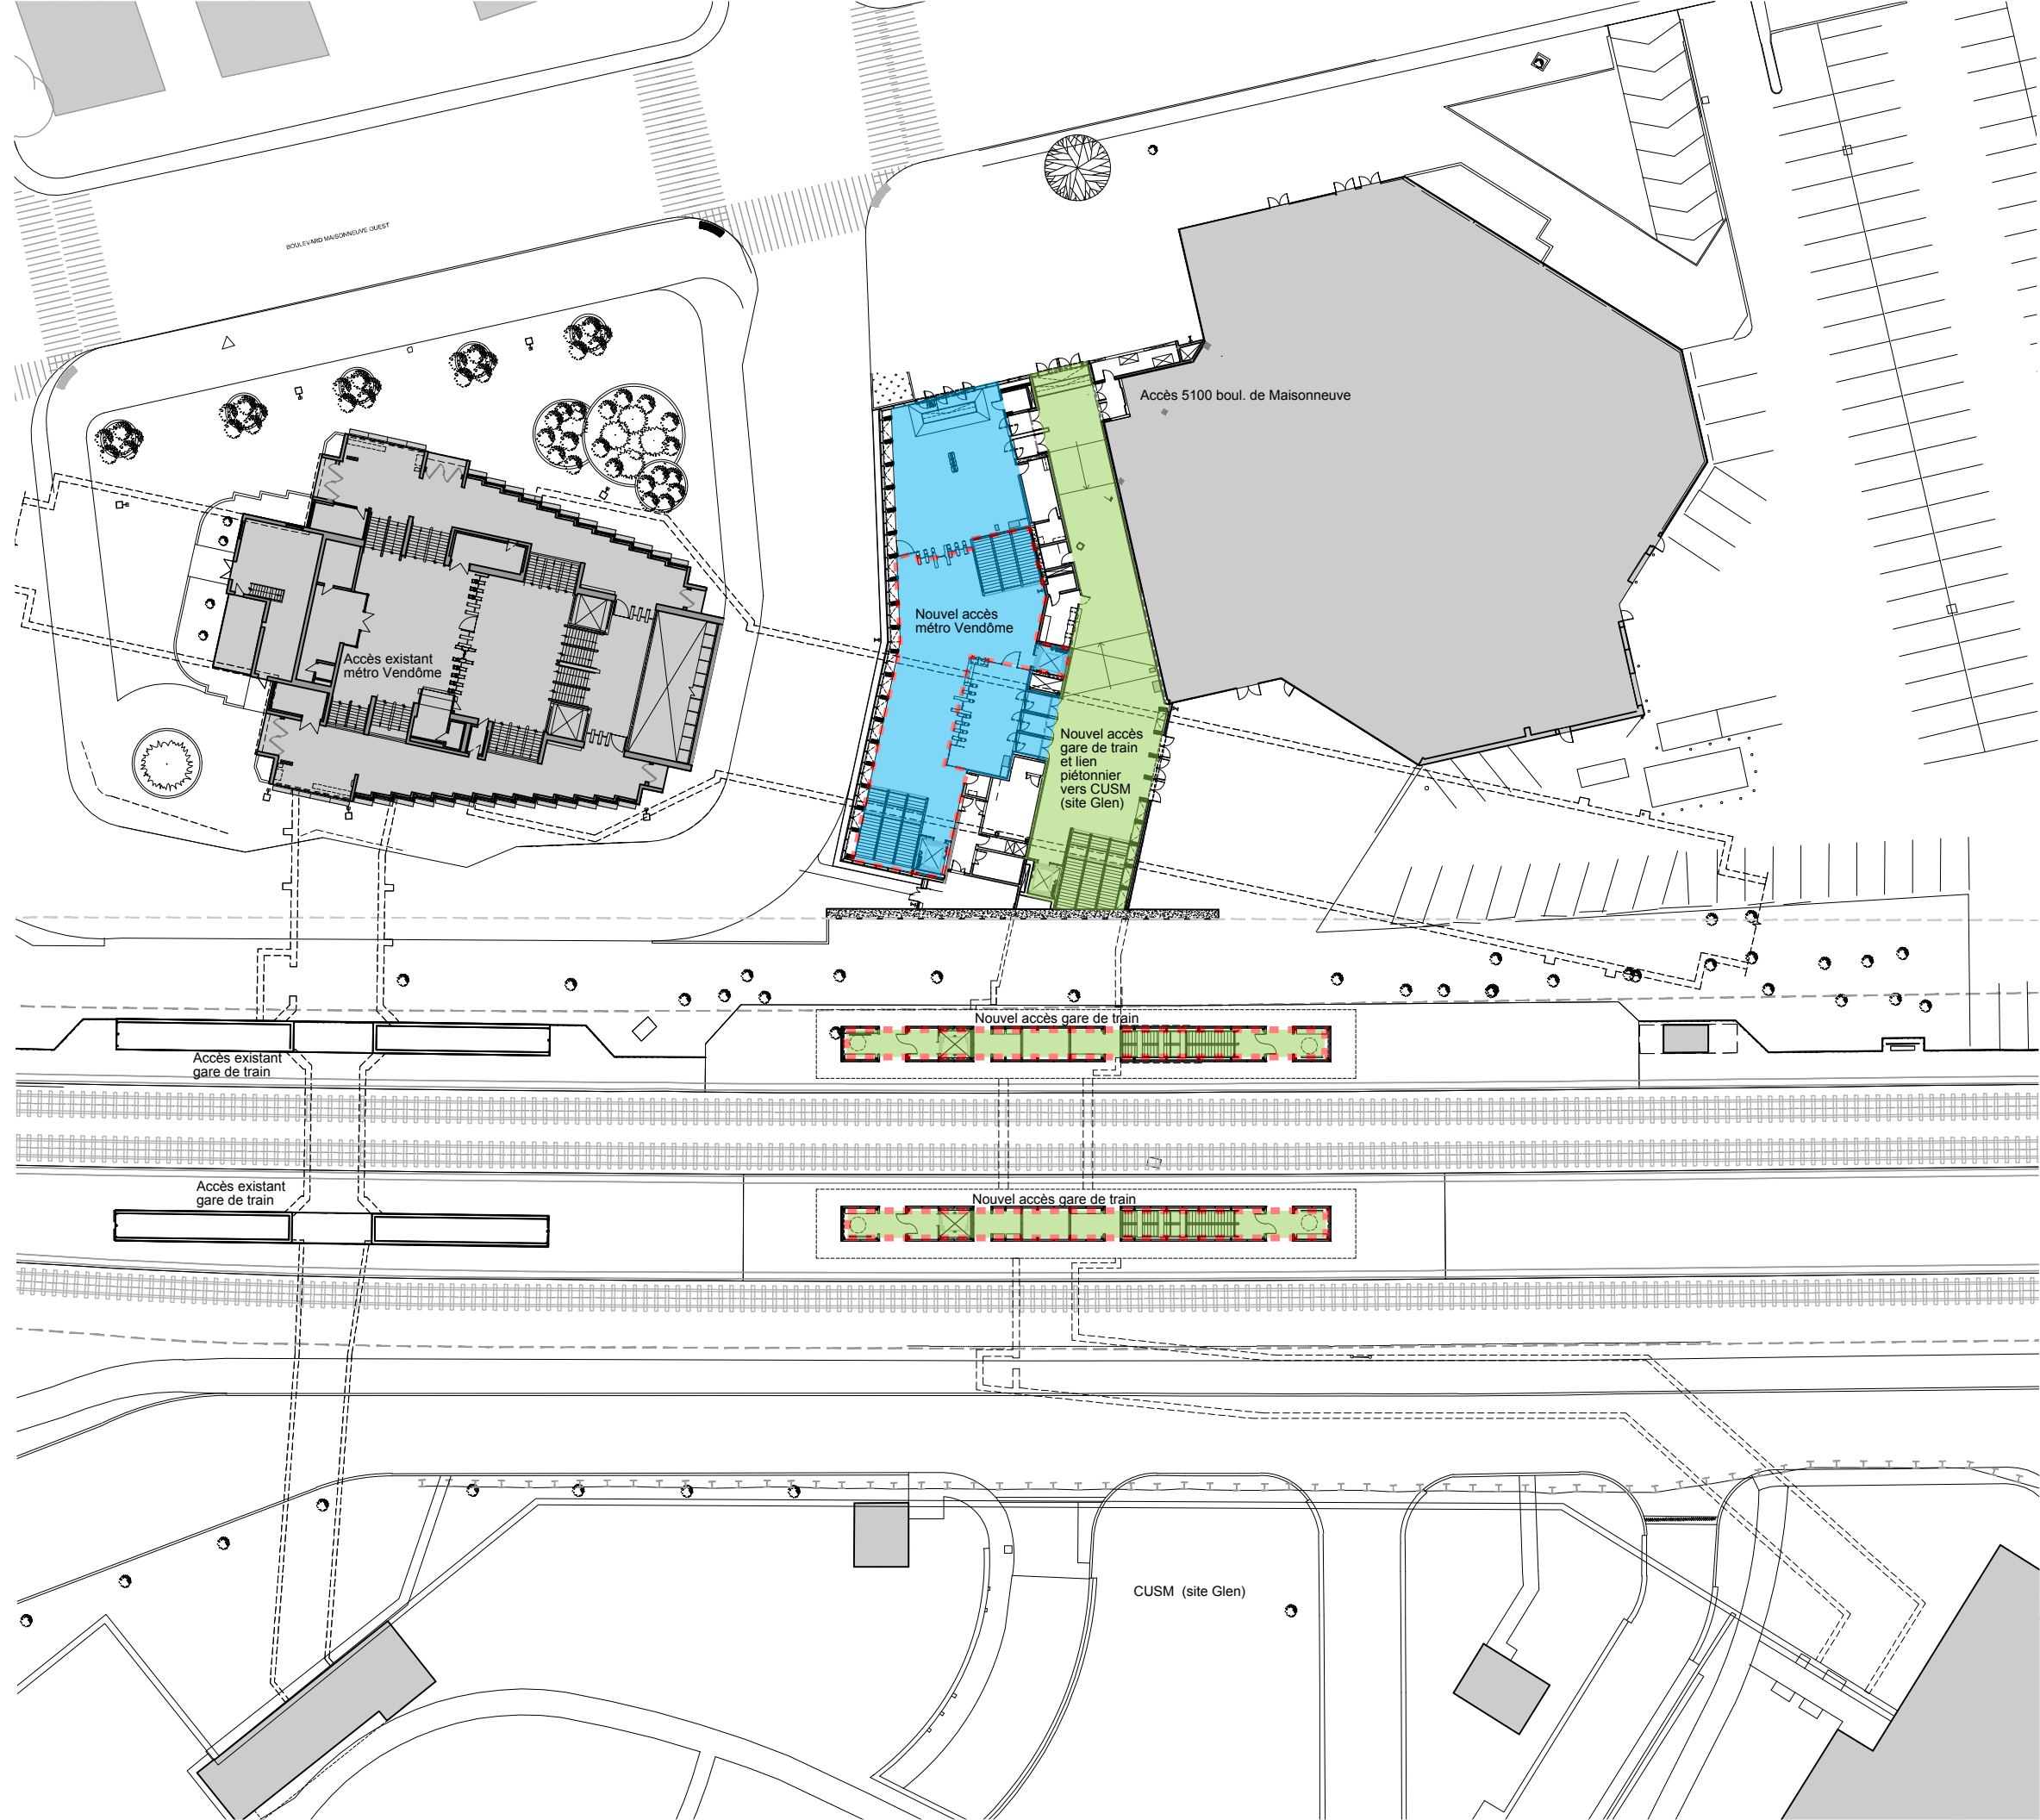 BOULEVARD MAISONNEUVE OUEST
Accès 5100 boul. de Maisonneuve
Nouvel accès
métro Vendôme
Accès existant
métro Vendôme
Nouvel accès
gare de train
et lien
piétonnier
vers CUSM
(site Glen)
Nouvel accès gare de train
Accès existant
gare de train
Accès existant
gare de train
Nouvel accès gare de train
CUSM (site Glen)